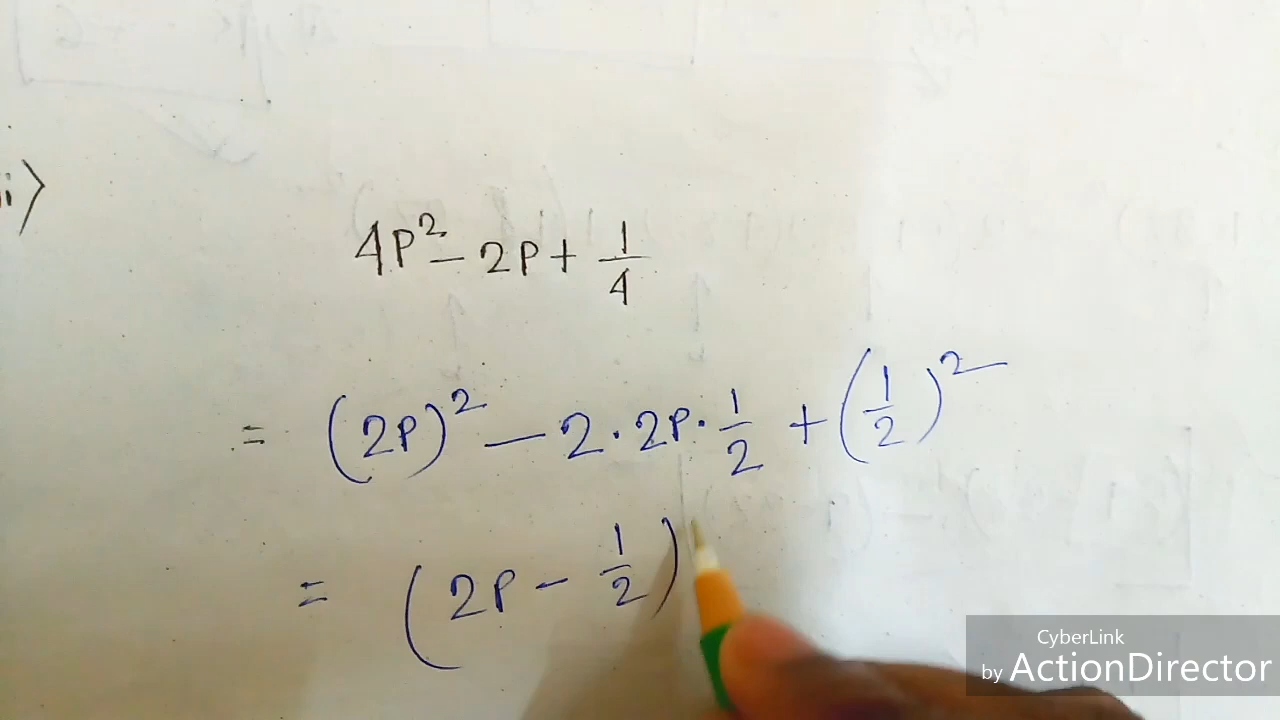 ii)
4P² - 2P + 1/4
= (2P)² - 2·2P·1/2 + (1/2)²
= (2P - 1/2)
CyberLink
by ActionDirector